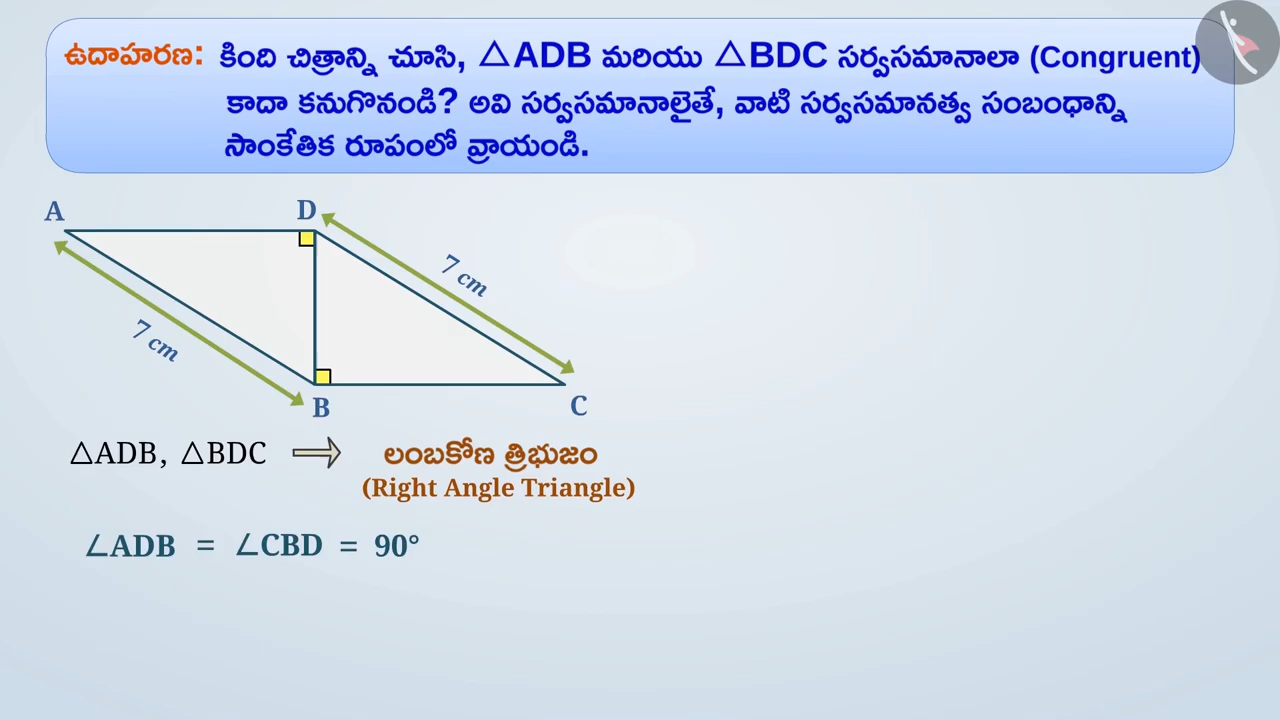 ఉదాహరణ: కింది చిత్రాన్ని చూసి, △ADB మరియు △BDC సర్వసమానాలా (Congruent)
కాదా కనుగొనండి? అవి సర్వసమానాలైతే, వాటి సర్వసమానత్వ సంబంధాన్ని
సాంకేతిక రూపంలో వ్రాయండి.
A
D
7 cm
7 cm
B
C
△ADB, △BDC ⇒ లంబకోణ త్రిభుజం
(Right Angle Triangle)
∠ADB = ∠CBD = 90°